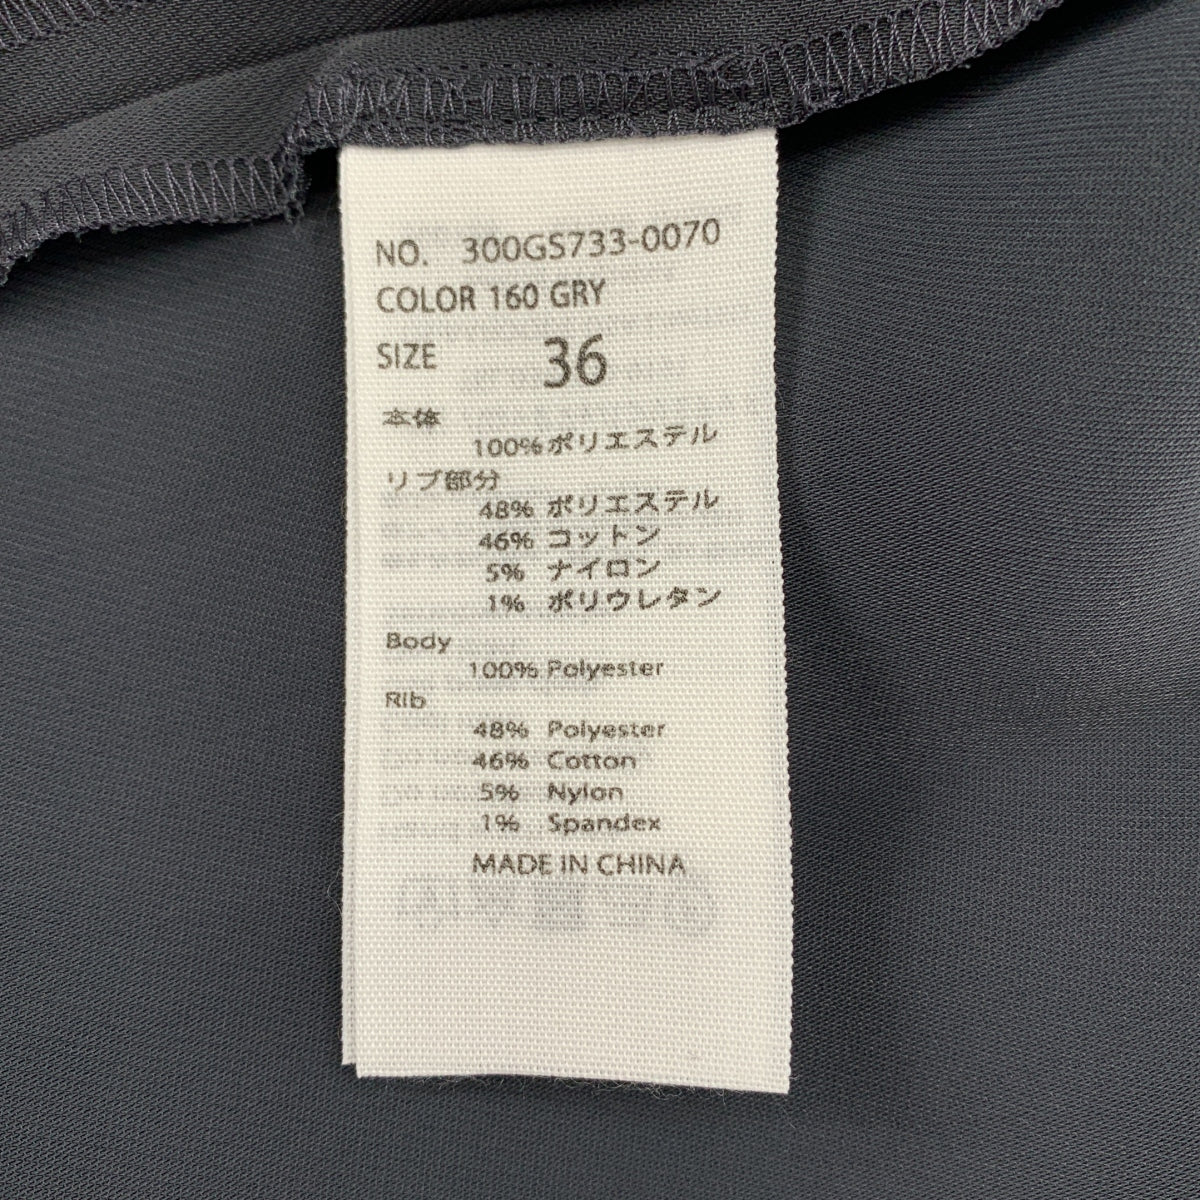 NO. 300GS733-0070
COLOR 160 GRY
SIZE 36
本体
100%ポリエステル
リブ部分
48% ポリエステル
46% コットン
5% ナイロン
1% ポリウレタン
Body
100% Polyester
Rib
48% Polyester
46% Cotton
5% Nylon
1% Spandex
MADE IN CHINA